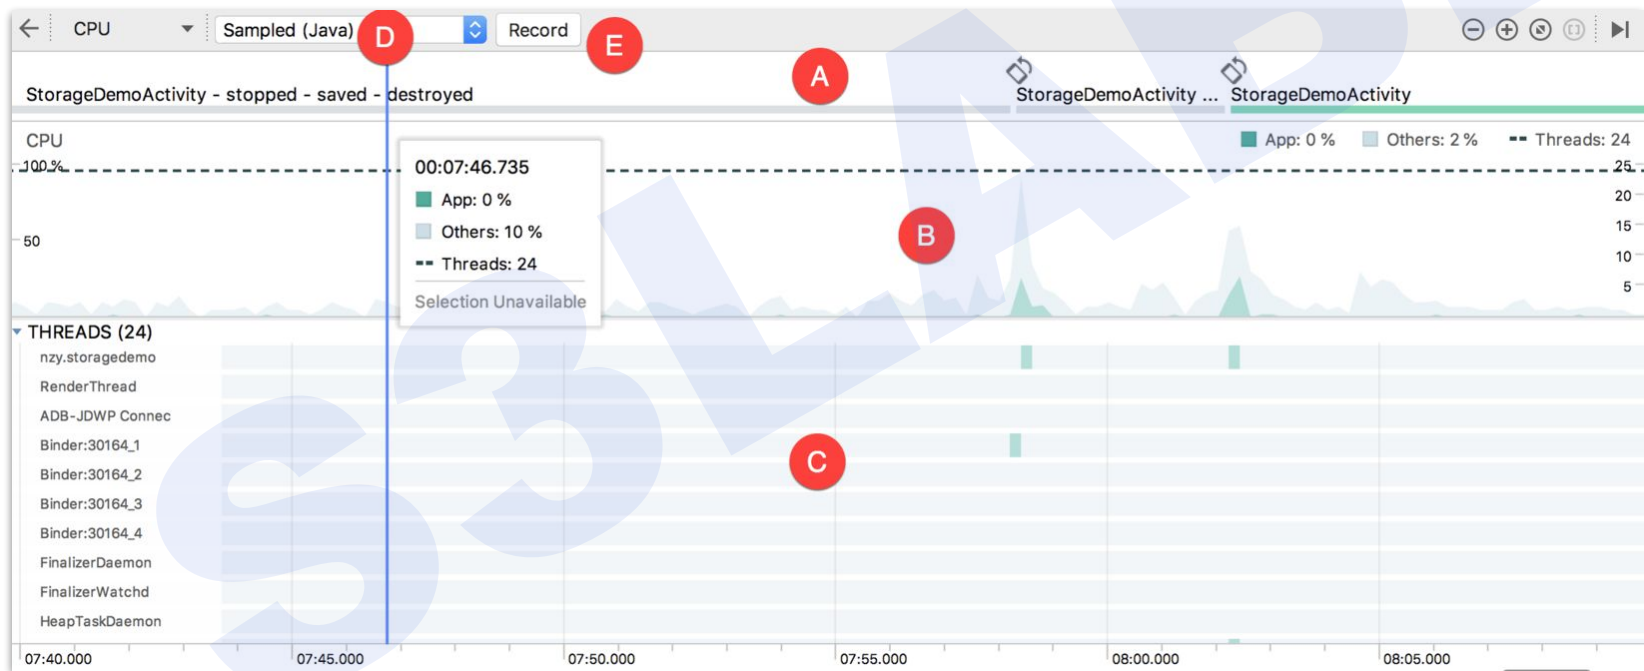 CPU Sampled (Java) D Record E
A
StorageDemoActivity - stopped - saved - destroyed StorageDemoActivity ... StorageDemoActivity
CPU App: 0 % Others: 2 % Threads: 24
100 % 25
00:07:46.735
20
App: 0 %
15
50 Others: 10 % B
10
Threads: 24
5
Selection Unavailable
THREADS (24)
nzy.storagedemo
RenderThread
ADB-JDWP Connec
Binder:30164_1
C
Binder:30164_2
Binder:30164_3
Binder:30164_4
FinalizerDaemon
FinalizerWatchd
HeapTaskDaemon
07:40.000 07:45.000 07:50.000 07:55.000 08:00.000 08:05.000
S3LAB